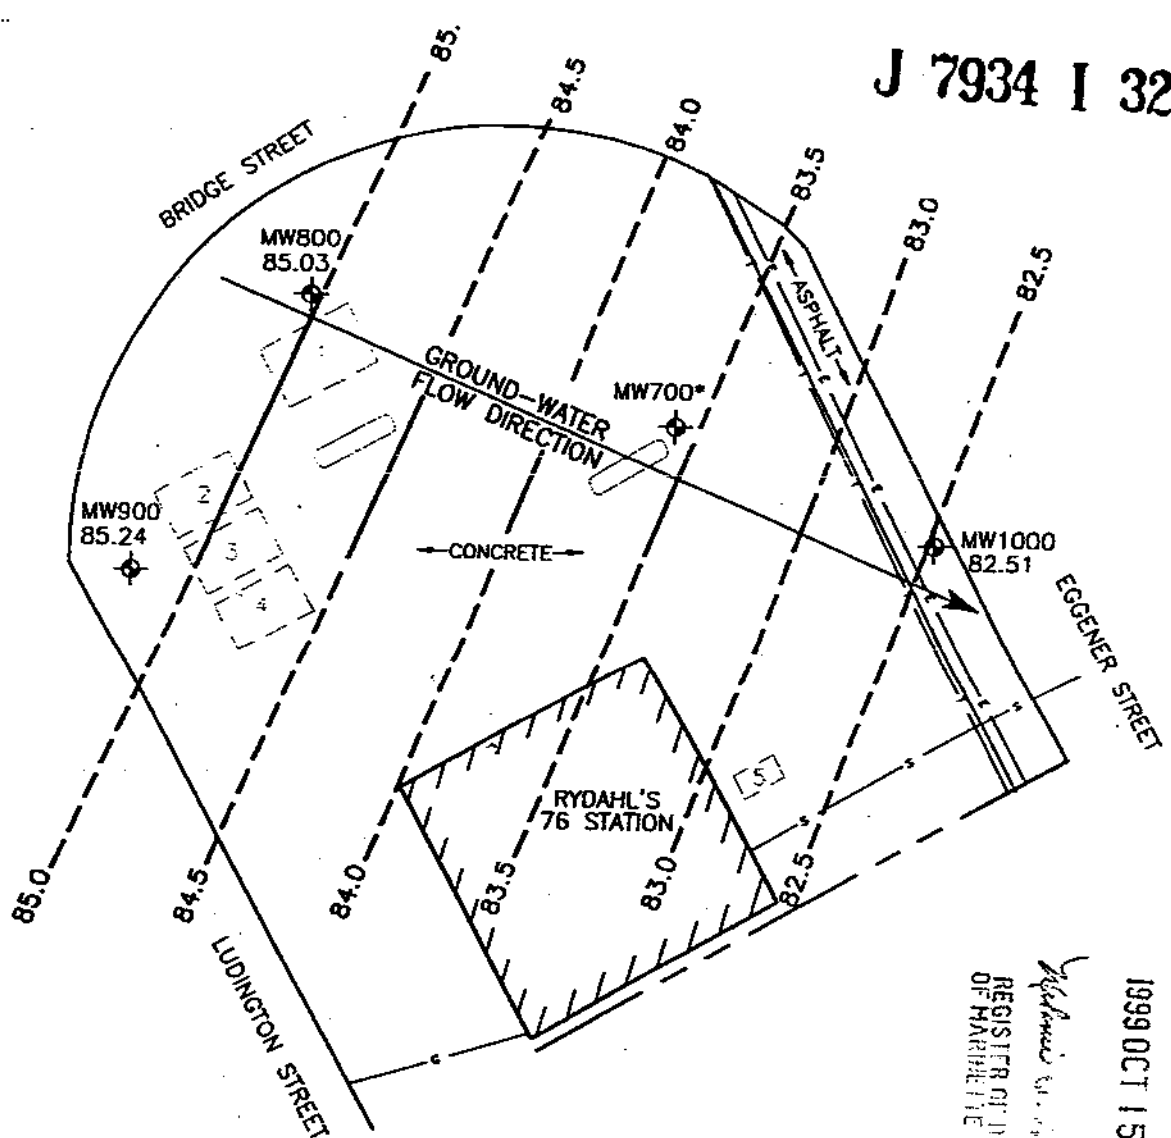 J 7934 I 32
85.
84.5
84.0
83.5
83.0
82.5
BRIDGE STREET
MW800
85.03
ASPHALT
GROUND-WATER
FLOW DIRECTION
MW700*
MW900
85.24
2
3
4
CONCRETE
MW1000
82.51
EGGENER STREET
RYDAHL'S
76 STATION
5
S
S
S
85.0
84.5
84.0
83.5
83.0
82.5
LUDINGTON STREET
G
1999 OCT 15
REGISTER OF
OF MARINETTE